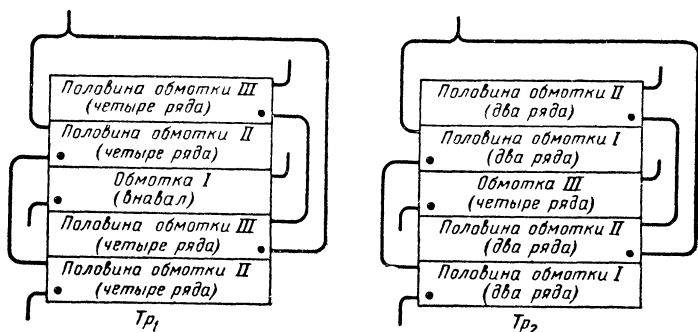 Половина обмотки III
(четыре ряда)
Половина обмотки II
(четыре ряда)
Обмотка I
(внавал)
Половина обмотки III
(четыре ряда)
Половина обмотки II
(четыре ряда)
Тр1
Половина обмотки II
(два ряда)
Половина обмотки I
(два ряда)
Обмотка III
(четыре ряда)
Половина обмотки II
(два ряда)
Половина обмотки I
(два ряда)
Тр2